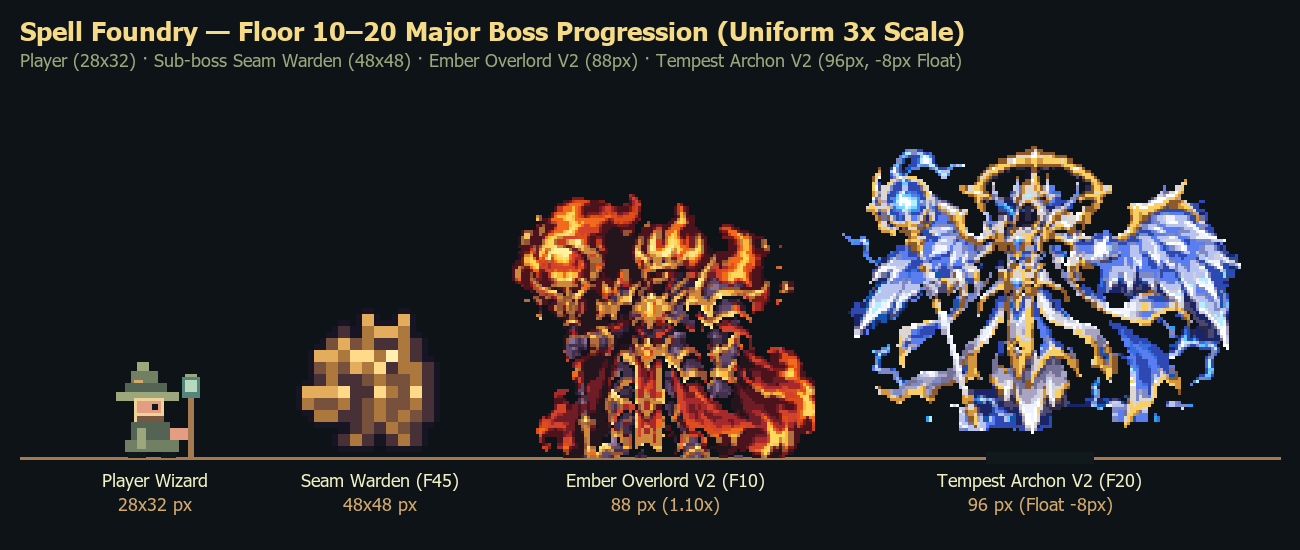 Spell Foundry — Floor 10–20 Major Boss Progression (Uniform 3x Scale)
Player (28x32) · Sub-boss Seam Warden (48x48) · Ember Overlord V2 (88px) · Tempest Archon V2 (96px, -8px Float)
Player Wizard
28x32 px
Seam Warden (F45)
48x48 px
Ember Overlord V2 (F10)
88 px (1.10x)
Tempest Archon V2 (F20)
96 px (Float -8px)